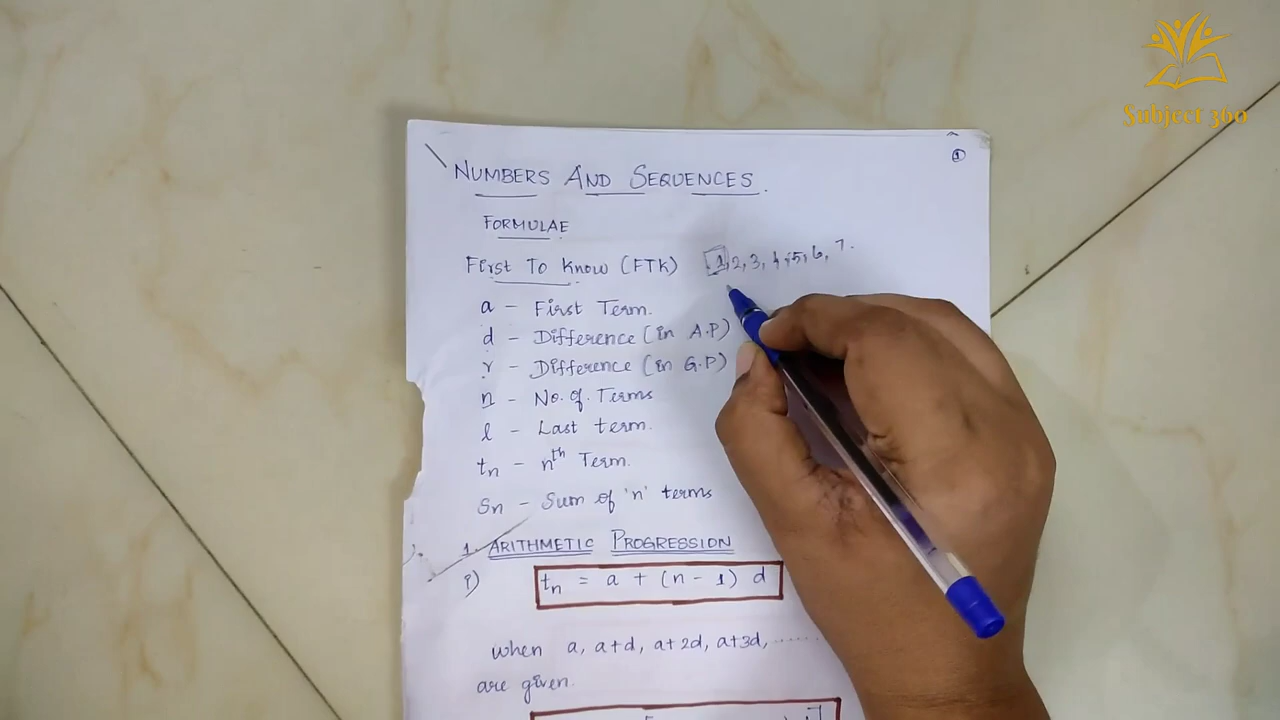 Subject 360
1
NUMBERS AND SEQUENCES.
FORMULAE
First To Know (FTK) 1, 2, 3, 4, 5, 6, 7.
a - First Term.
d - Difference (in A.P)
r - Difference (in G.P)
n - No. of. Terms
l - Last term.
tn - nth Term.
Sn - Sum of 'n' terms
1. ARITHMETIC PROGRESSION
i) tn = a + (n - 1) d
when a, a+d, a+2d, a+3d, ......
are given.